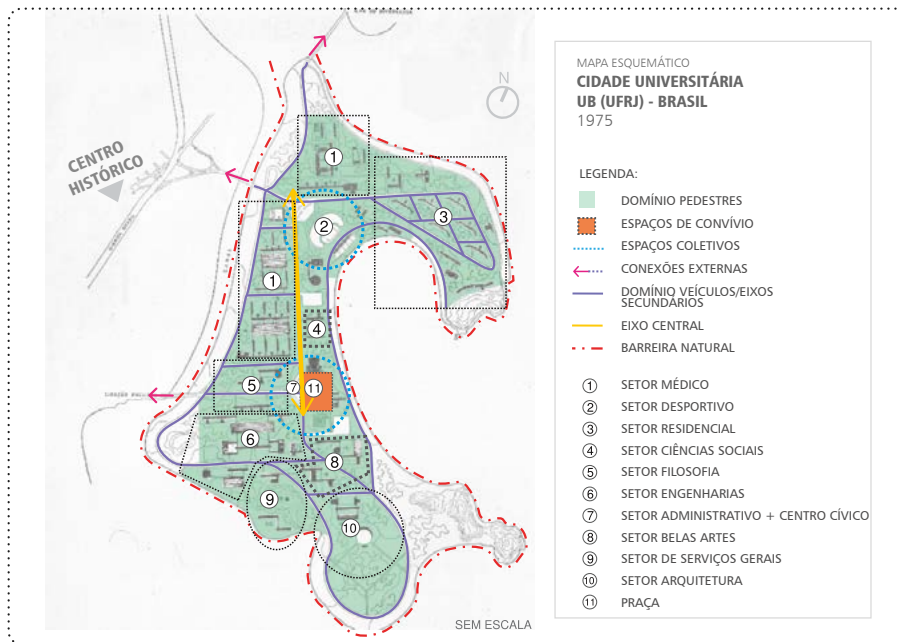 N
CENTRO
HISTÓRICO
1
2
3
1
4
5
7
11
6
8
9
10
SEM ESCALA
MAPA ESQUEMÁTICO
CIDADE UNIVERSITÁRIA
UB (UFRJ) - BRASIL
1975
LEGENDA:
DOMÍNIO PEDESTRES
ESPAÇOS DE CONVÍVIO
ESPAÇOS COLETIVOS
CONEXÕES EXTERNAS
DOMÍNIO VEÍCULOS/EIXOS
SECUNDÁRIOS
EIXO CENTRAL
BARREIRA NATURAL
1 SETOR MÉDICO
2 SETOR DESPORTIVO
3 SETOR RESIDENCIAL
4 SETOR CIÊNCIAS SOCIAIS
5 SETOR FILOSOFIA
6 SETOR ENGENHARIAS
7 SETOR ADMINISTRATIVO + CENTRO CÍVICO
8 SETOR BELAS ARTES
9 SETOR DE SERVIÇOS GERAIS
10 SETOR ARQUITETURA
11 PRAÇA